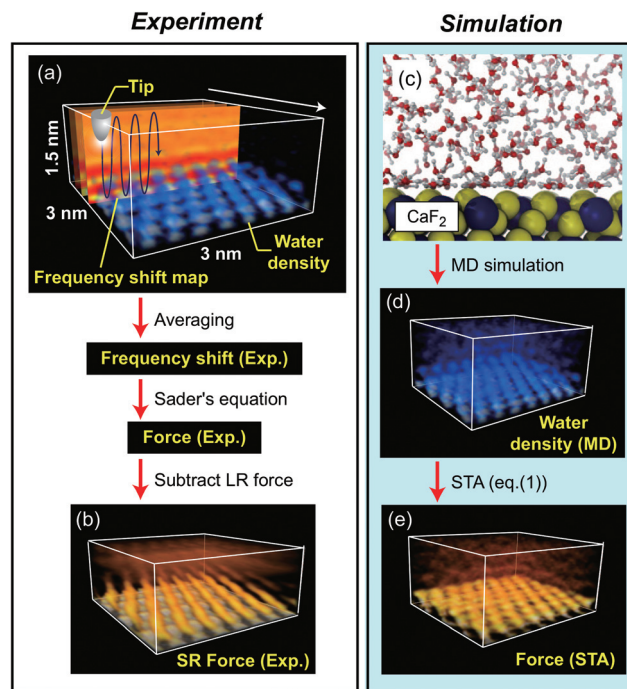 Experiment
(a)
Tip
1.5 nm
3 nm
3 nm
Water
density
Frequency shift map
Averaging
Frequency shift (Exp.)
Sader's equation
Force (Exp.)
Subtract LR force
(b)
SR Force (Exp.)
Simulation
(c)
CaF₂
MD simulation
(d)
Water
density (MD)
STA (eq.(1))
(e)
Force (STA)